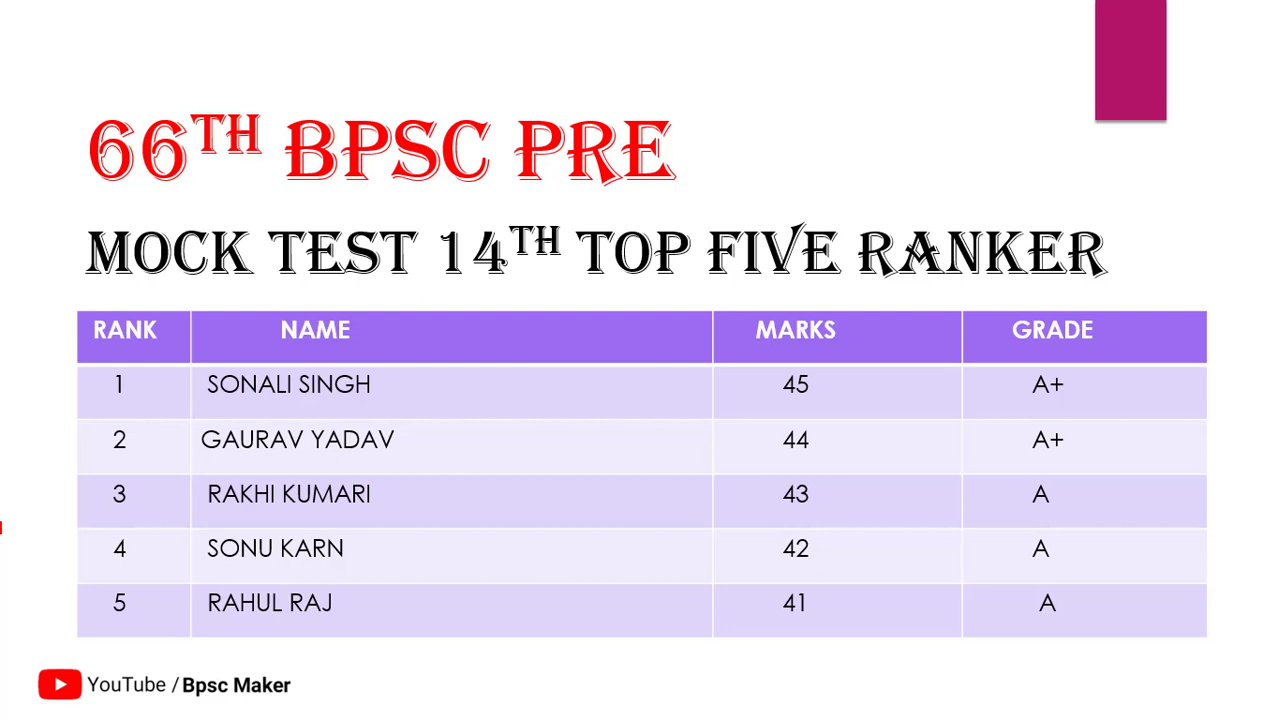 66TH BPSC PRE
MOCK TEST 14TH TOP FIVE RANKER
RANK NAME MARKS GRADE
1 SONALI SINGH 45 A+
2 GAURAV YADAV 44 A+
3 RAKHI KUMARI 43 A
4 SONU KARN 42 A
5 RAHUL RAJ 41 A
YouTube / Bpsc Maker